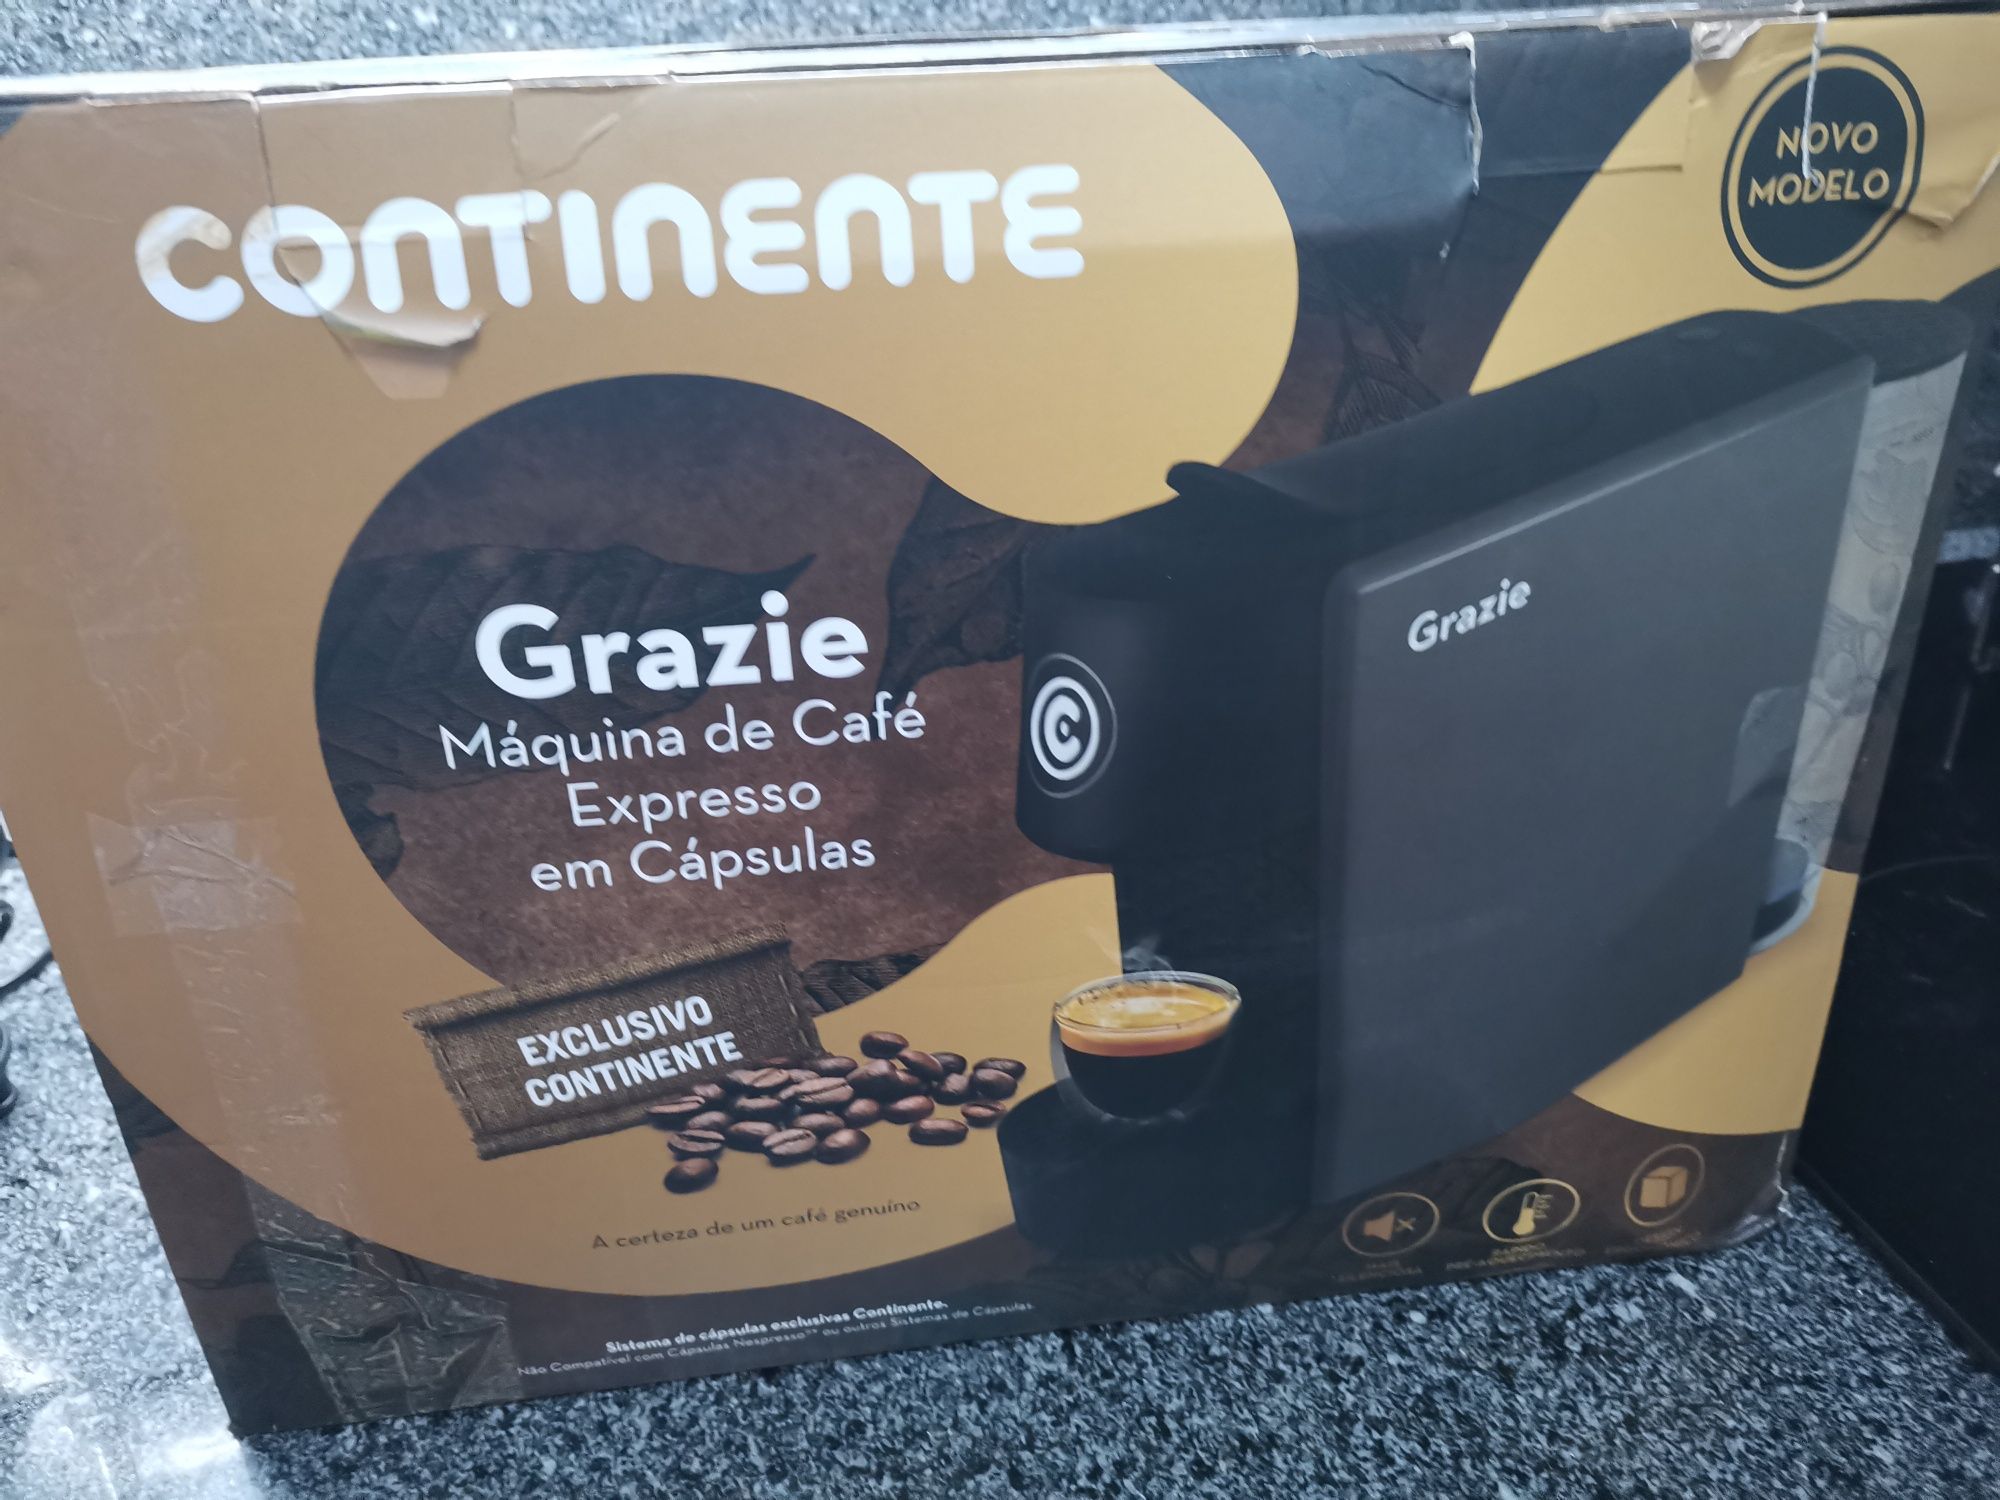 CONTINENTE
NOVO
MODELO
Grazie
Máquina de Café
Expresso
em Cápsulas
Grazie
C
EXCLUSIVO
CONTINENTE
A certeza de um café genuíno
Sistema de cápsulas exclusivas Continente.
Não Compatível com Cápsulas Nespresso** ou outros Sistemas de Cápsulas